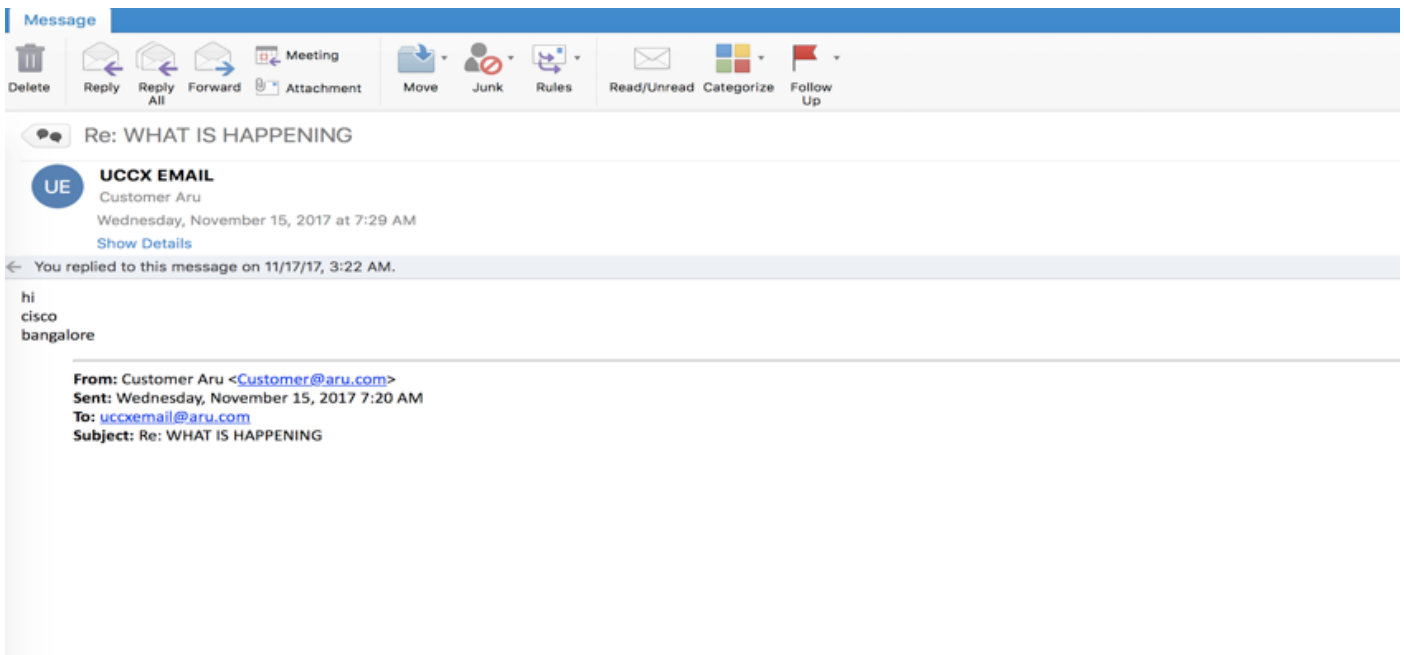 Message
Delete
Reply
Reply All
Forward
Meeting
Attachment
Move
Junk
Rules
Read/Unread
Categorize
Follow Up
Re: WHAT IS HAPPENING
UE
UCCX EMAIL
Customer Aru
Wednesday, November 15, 2017 at 7:29 AM
Show Details
You replied to this message on 11/17/17, 3:22 AM.
hi
cisco
bangalore
From: Customer Aru <Customer@aru.com>
Sent: Wednesday, November 15, 2017 7:20 AM
To: uccxemail@aru.com
Subject: Re: WHAT IS HAPPENING